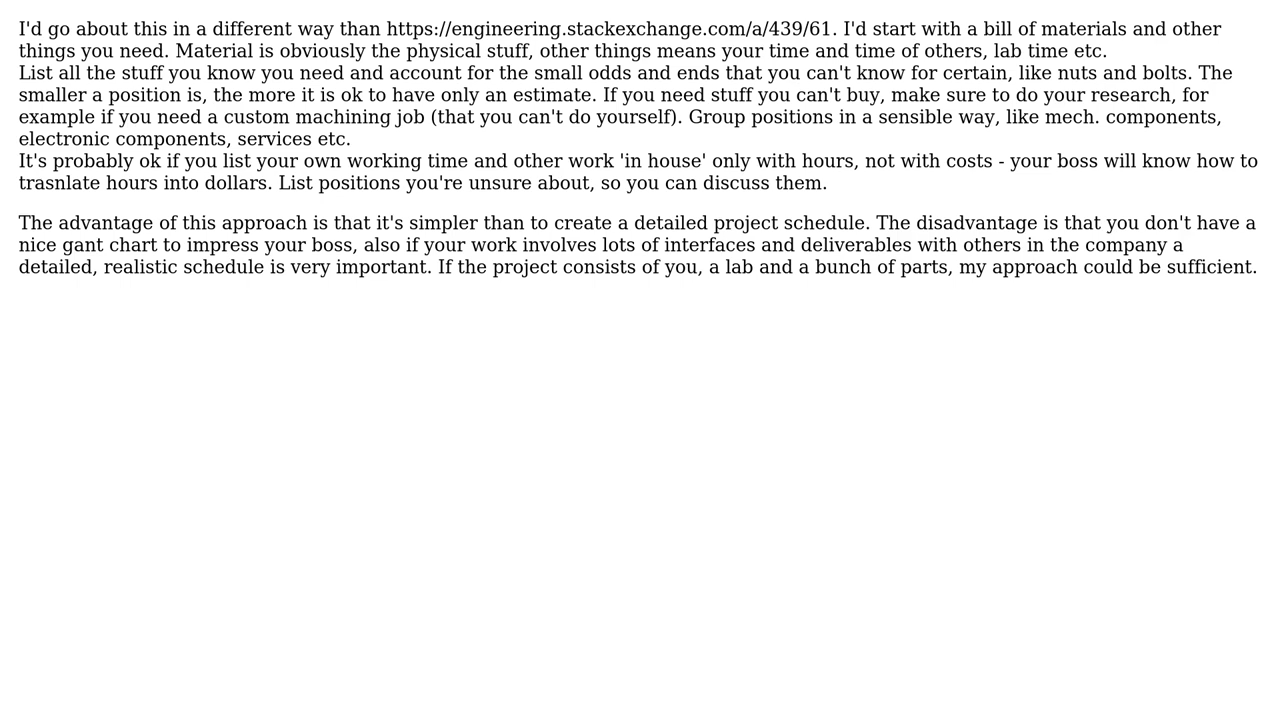 I'd go about this in a different way than https://engineering.stackexchange.com/a/439/61. I'd start with a bill of materials and other
things you need. Material is obviously the physical stuff, other things means your time and time of others, lab time etc.
List all the stuff you know you need and account for the small odds and ends that you can't know for certain, like nuts and bolts. The
smaller a position is, the more it is ok to have only an estimate. If you need stuff you can't buy, make sure to do your research, for
example if you need a custom machining job (that you can't do yourself). Group positions in a sensible way, like mech. components,
electronic components, services etc.
It's probably ok if you list your own working time and other work 'in house' only with hours, not with costs - your boss will know how to
trasnlate hours into dollars. List positions you're unsure about, so you can discuss them.
The advantage of this approach is that it's simpler than to create a detailed project schedule. The disadvantage is that you don't have a
nice gant chart to impress your boss, also if your work involves lots of interfaces and deliverables with others in the company a
detailed, realistic schedule is very important. If the project consists of you, a lab and a bunch of parts, my approach could be sufficient.